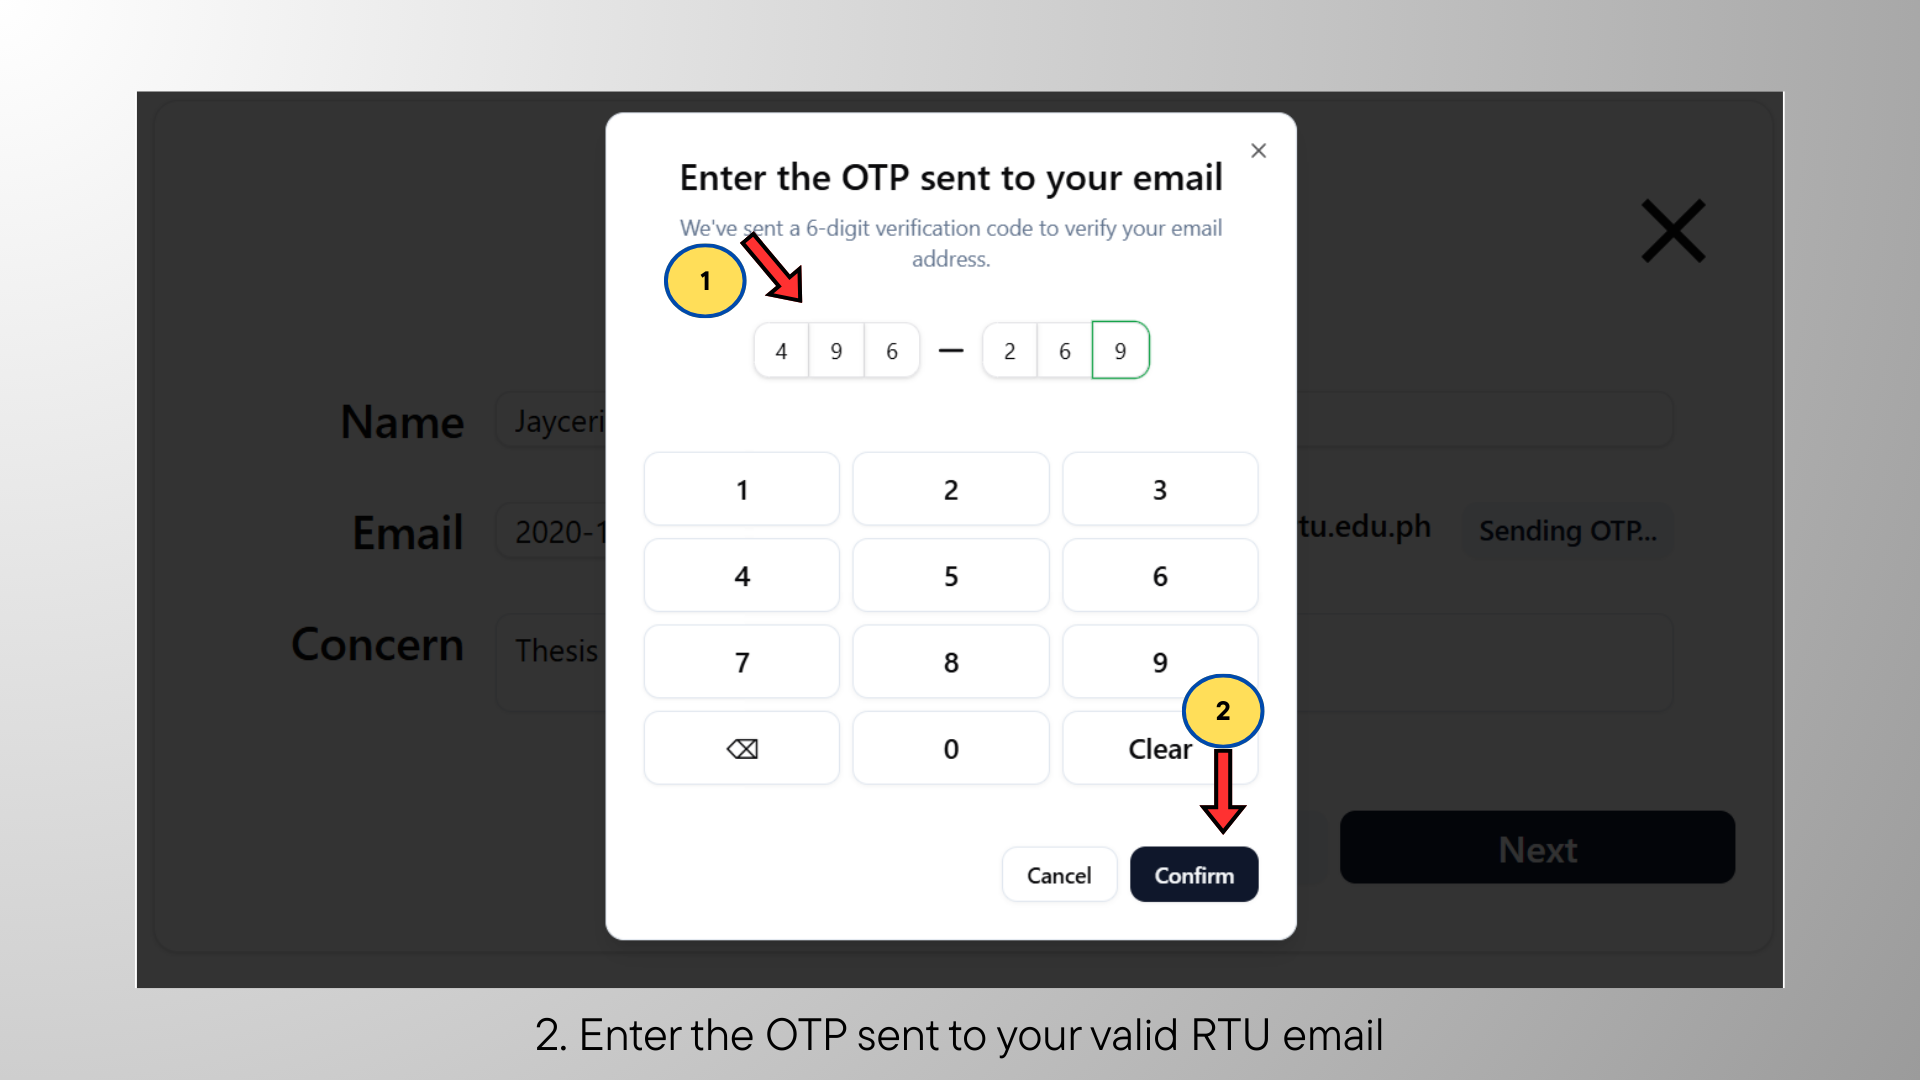 Enter the OTP sent to your email
We've sent a 6-digit verification code to verify your email
address.
1
4 9 6 — 2 6 9
Name
Email 2020-1 tu.edu.ph Sending OTP...
Concern Thesis
1 2 3
4 5 6
7 8 9
2
⌫ 0 Clear
Cancel Confirm
Next
2. Enter the OTP sent to your valid RTU email